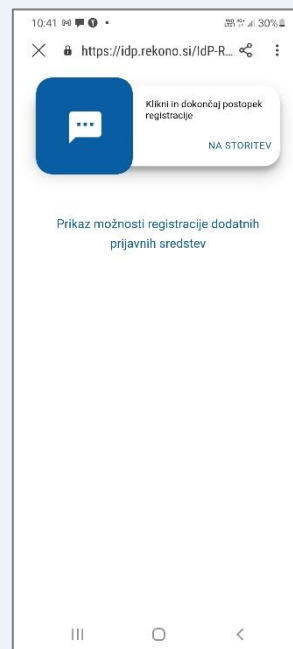 10:41
30%
https://idp.rekono.si/IdP-R...
Klikni in dokončaj postopek
registracije
NA STORITEV
Prikaz možnosti registracije dodatnih
prijavnih sredstev